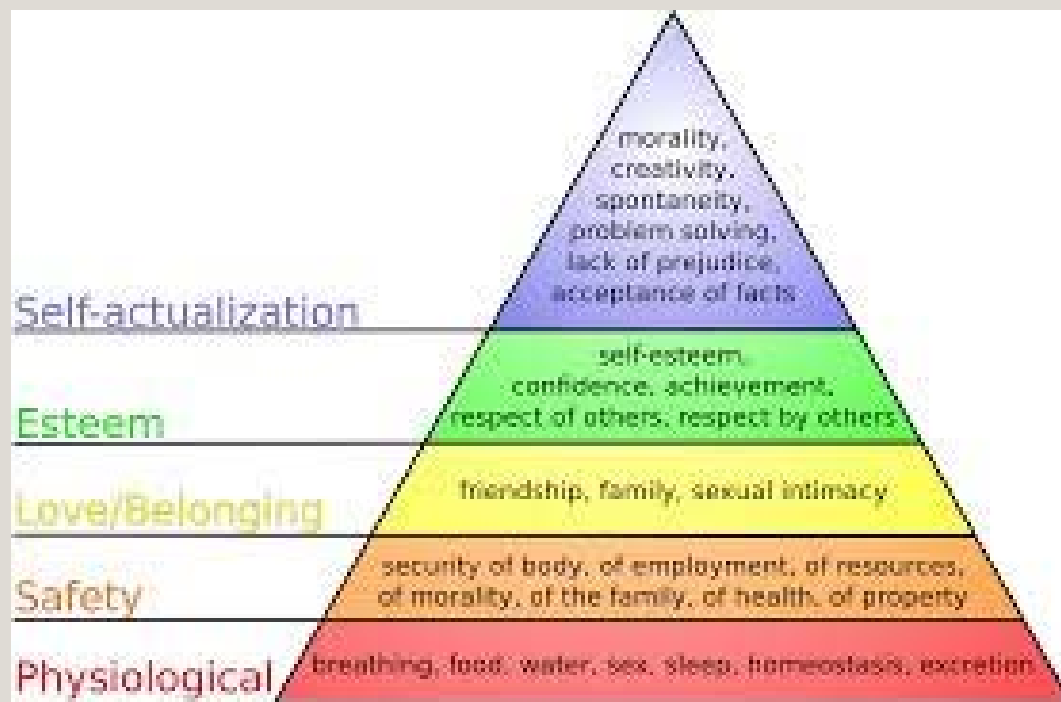 morality,
creativity,
spontaneity,
problem solving,
lack of prejudice,
acceptance of facts
Self-actualization
self-esteem,
confidence, achievement,
respect of others, respect by others
Esteem
friendship, family, sexual intimacy
Love/Belonging
security of body, of employment, of resources,
of morality, of the family, of health, of property
Safety
breathing, food, water, sex, sleep, homeostasis, excretion
Physiological